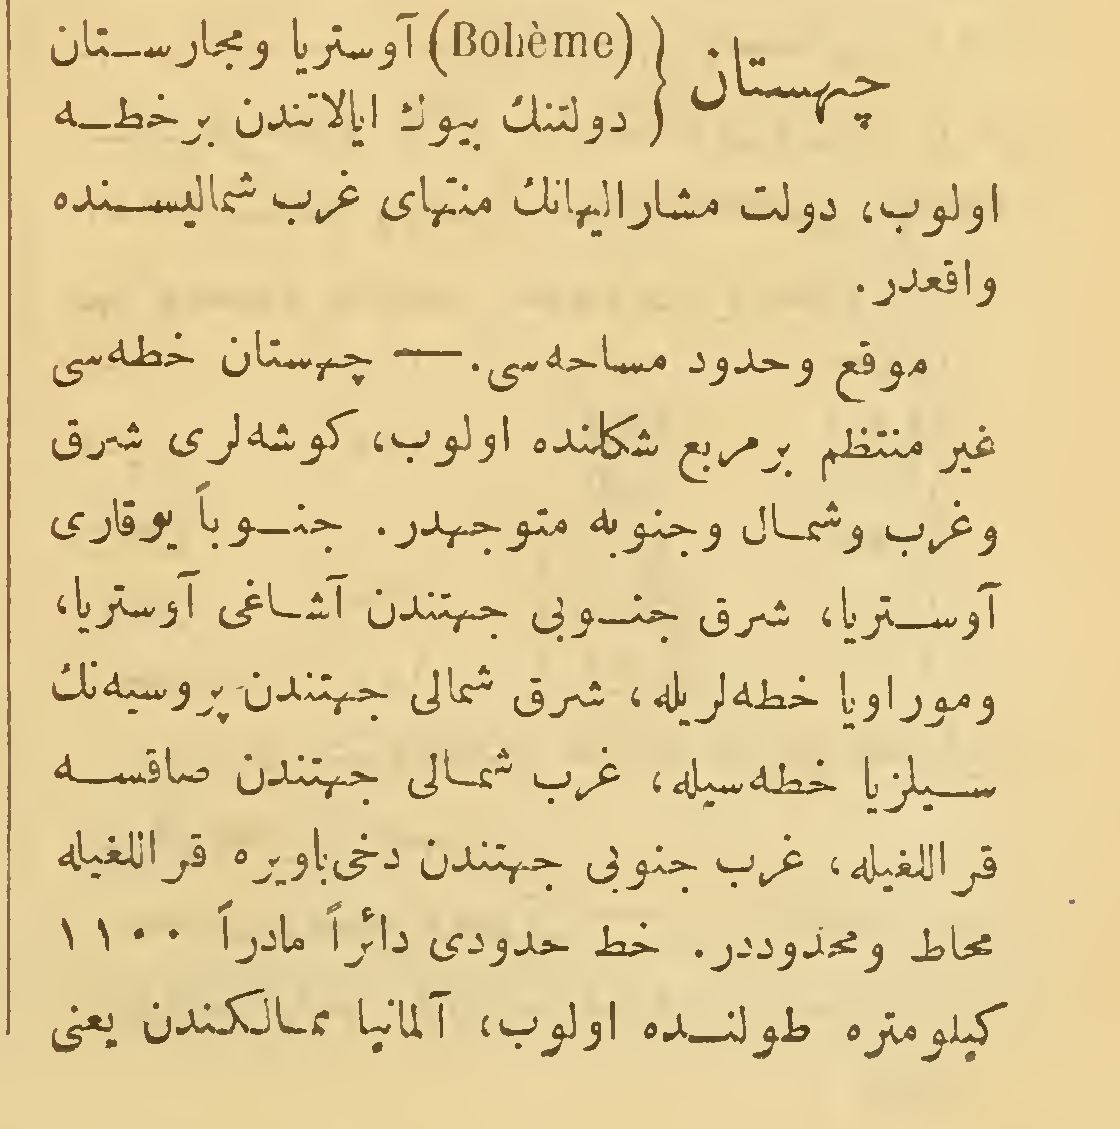 چهستان { (Bohème) آوستریا ومجارستان
دولتنك بیوك ایالاتندن برخطه
اولوب، دولت مشارالیهانك منتهای غرب شمالیسنده
واقعدر.
موقع وحدود مساحه‌سی. — چهستان خطه‌سی
غیر منتظم برمربع شكلنده اولوب، كوشه‌لری شرق
وغرب وشمال وجنوبه متوجهدر. جنوباً یوقاری
آوستریا، شرق جنوبی جهتندن آشاغی آوستریا،
وموراویا خطه‌لریله، شرق شمالی جهتندن پروسیه‌نك
سیلزیا خطه‌سیله، غرب شمالی جهتندن صاقسه
قراللغیله، غرب جنوبی جهتندن دخی باویره قراللغیله
محاط ومحدوددر. خط حدودی دائراً مادراً ١١٠٠
كیلومتره طولنده اولوب، آلمانیا ممالكندن یعنی